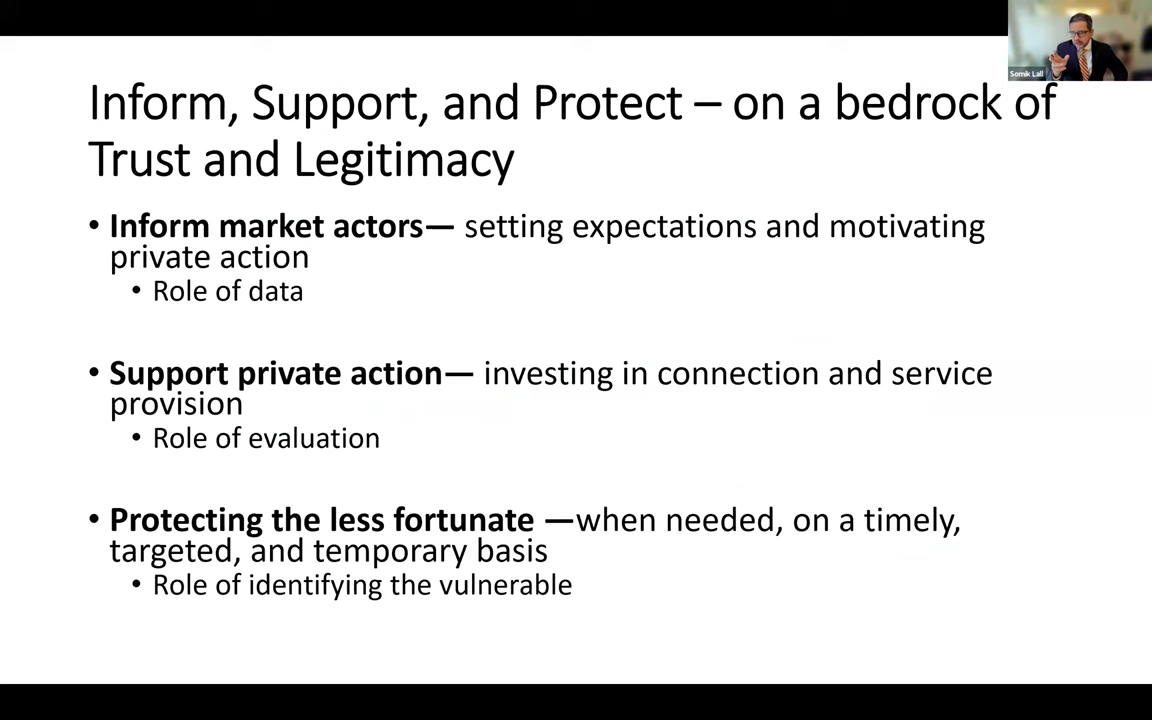 Somik Lall
Inform, Support, and Protect – on a bedrock of
Trust and Legitimacy
• Inform market actors— setting expectations and motivating
private action
• Role of data
• Support private action— investing in connection and service
provision
• Role of evaluation
• Protecting the less fortunate —when needed, on a timely,
targeted, and temporary basis
• Role of identifying the vulnerable